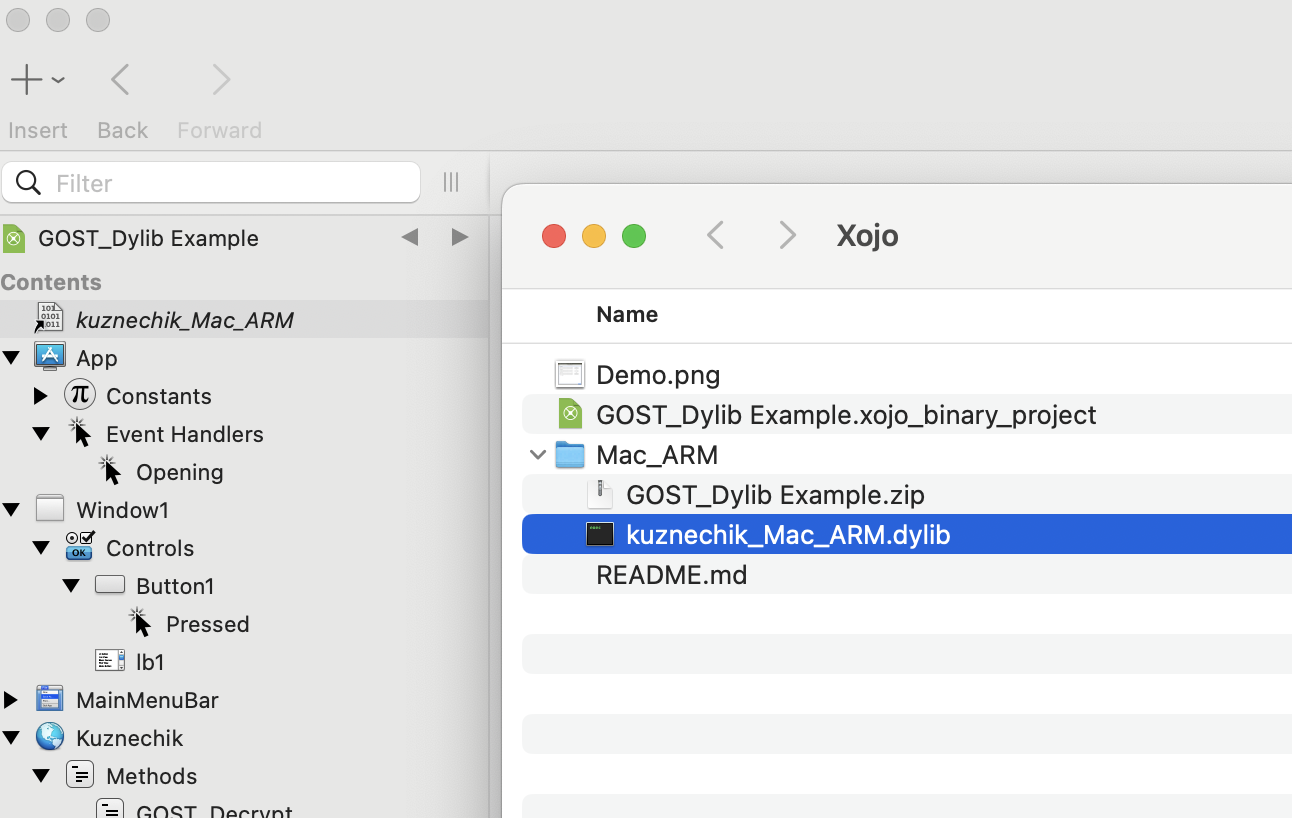 Insert Back Forward
Filter
GOST_Dylib Example
Contents
kuznechik_Mac_ARM
App
Constants
Event Handlers
Opening
Window1
Controls
Button1
Pressed
lb1
MainMenuBar
Kuznechik
Methods
GOST_Decrypt
Xojo
Name
Demo.png
GOST_Dylib Example.xojo_binary_project
Mac_ARM
GOST_Dylib Example.zip
kuznechik_Mac_ARM.dylib
README.md